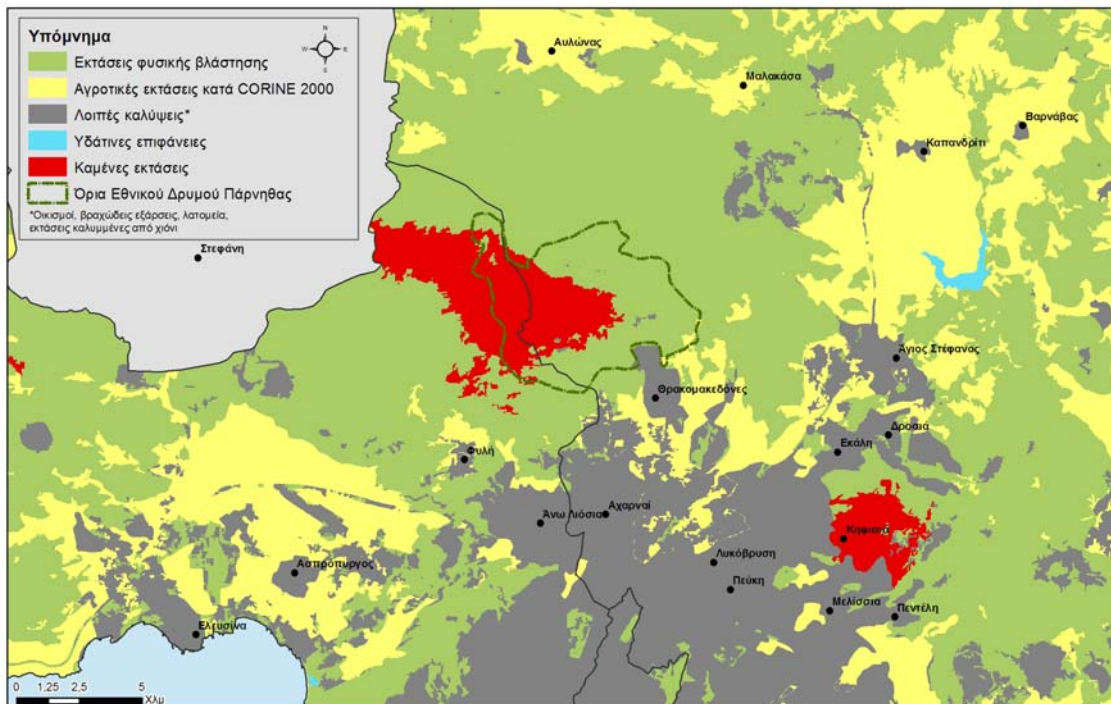 Υπόμνημα
N
W E
S
Εκτάσεις φυσικής βλάστησης
Αγροτικές εκτάσεις κατά CORINE 2000
Λοιπές καλύψεις*
Υδάτινες επιφάνειες
Καμένες εκτάσεις
Όρια Εθνικού Δρυμού Πάρνηθας
*Οικισμοί, βραχώδεις εξάρσεις, λατομεία,
εκτάσεις καλυμμένες από χιόνι
Αυλώνας
Μαλακάσα
Βαρνάβας
Καπανδρίτι
Στεφάνη
Άγιος Στέφανος
Θρακομακεδόνες
Δροσιά
Εκάλη
Φυλή
Αχαρναί
Άνω Λιόσια
Κηφισιά
Λυκόβρυση
Ασπρόπυργος
Πεύκη
Μελίσσια
Πεντέλη
Ελευσίνα
0 1,25 2,5 5
Χλμ